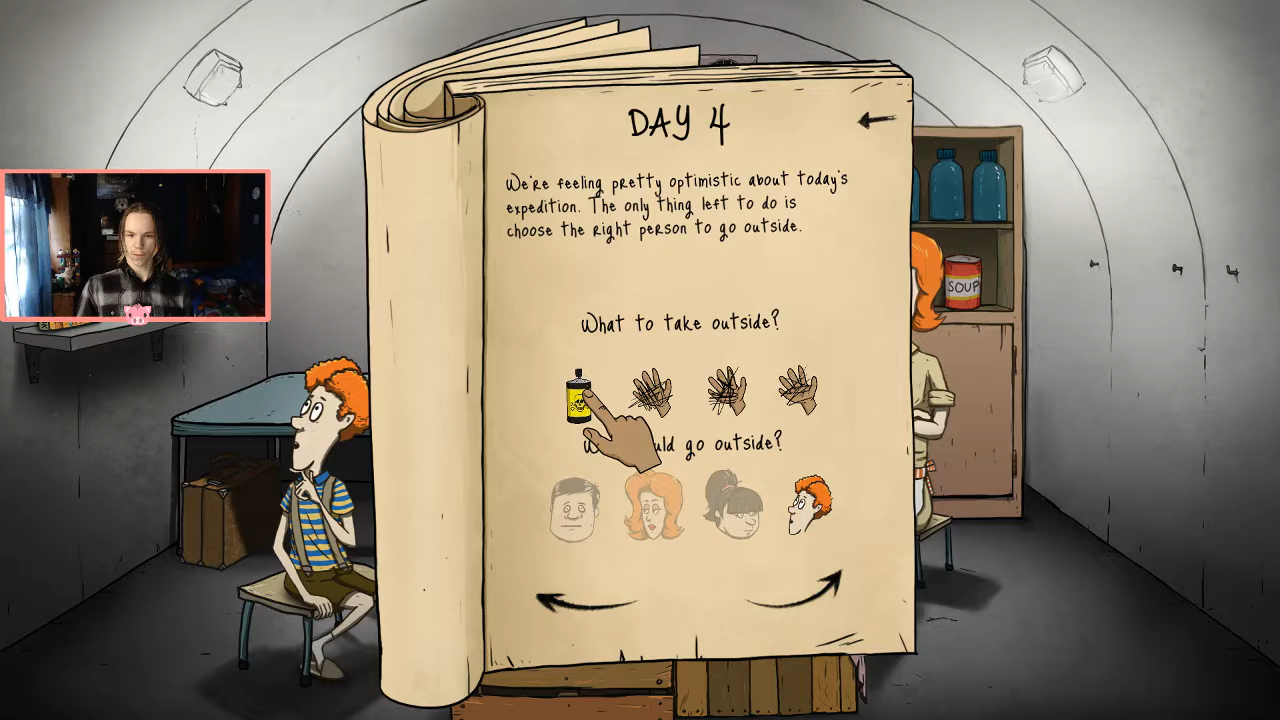 DAY 4
We're feeling pretty optimistic about today's
expedition. The only thing left to do is
choose the right person to go outside.
SOUP
What to take outside?
go outside?